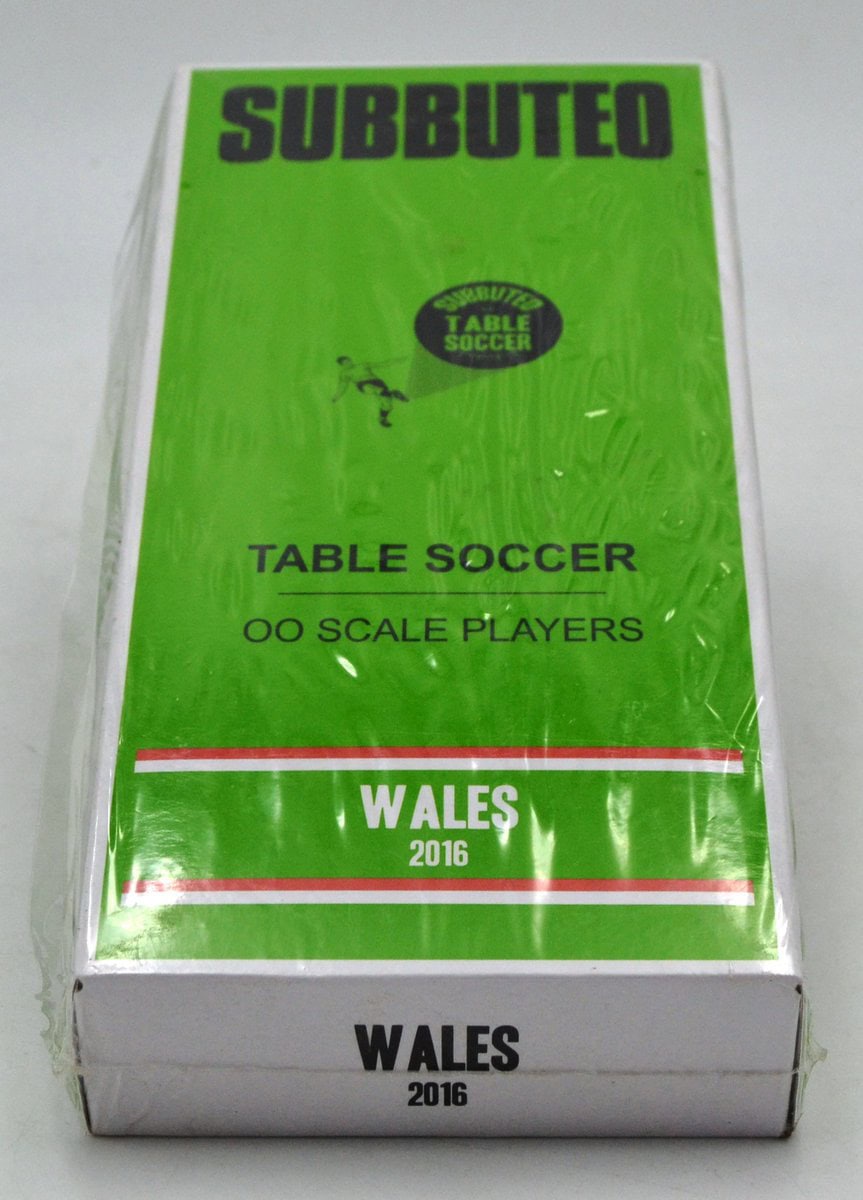 SUBBUTEO
SUBBUTEO
TABLE
SOCCER
TABLE SOCCER
OO SCALE PLAYERS
WALES
2016
WALES
2016